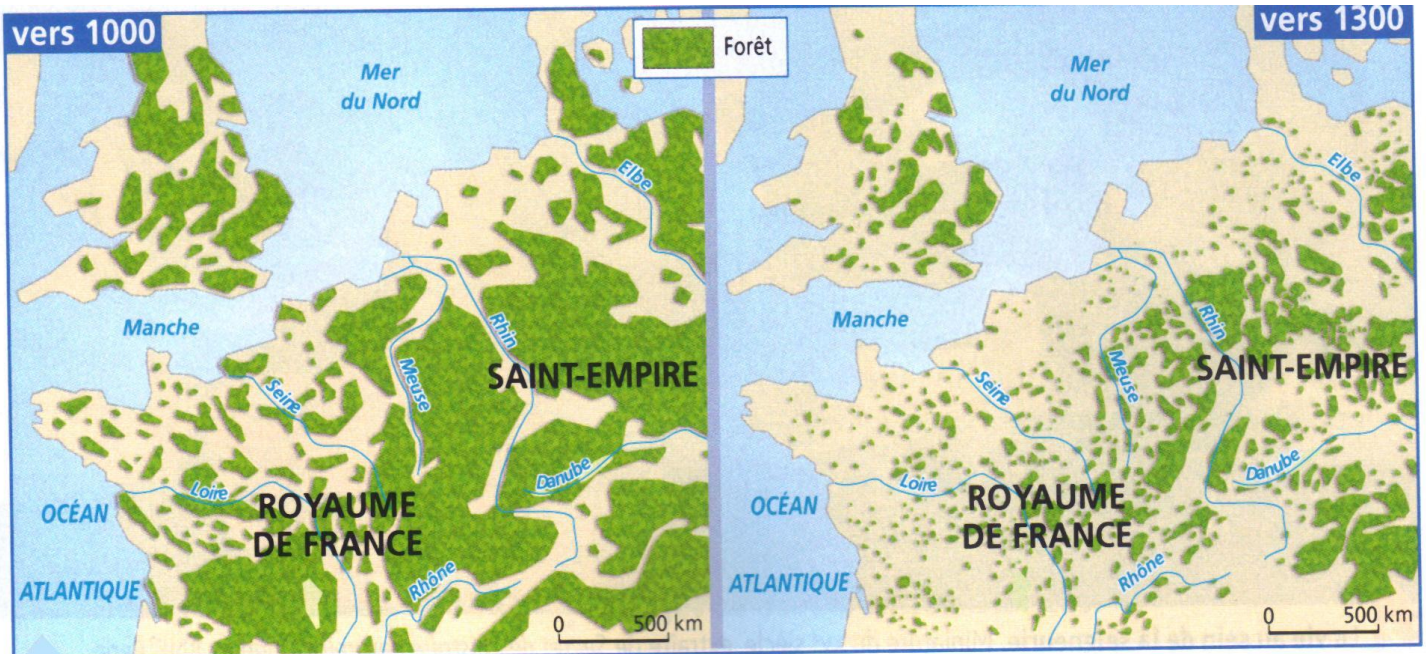 vers 1000
Forêt
Mer
du Nord
Elbe
Manche
Rhin
SAINT-EMPIRE
Meuse
Seine
Danube
Loire
ROYAUME
DE FRANCE
OCÉAN
ATLANTIQUE
Rhône
0 500 km
vers 1300
Mer
du Nord
Elbe
Manche
Rhin
SAINT-EMPIRE
Meuse
Seine
Danube
Loire
ROYAUME
DE FRANCE
OCÉAN
ATLANTIQUE
Rhône
0 500 km